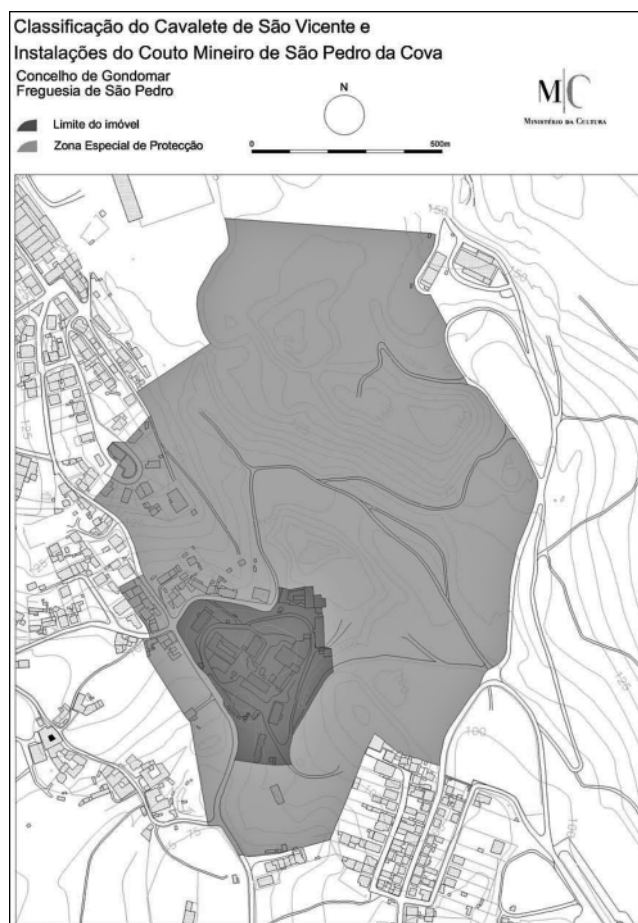 Classificação do Cavalete de São Vicente e
Instalações do Couto Mineiro de São Pedro da Cova
Concelho de Gondomar
Freguesia de São Pedro
Limite do imóvel
Zona Especial de Protecção
N
0 500m
M|C
MINISTÉRIO DA CULTURA
150
150
125
125
100
100
75